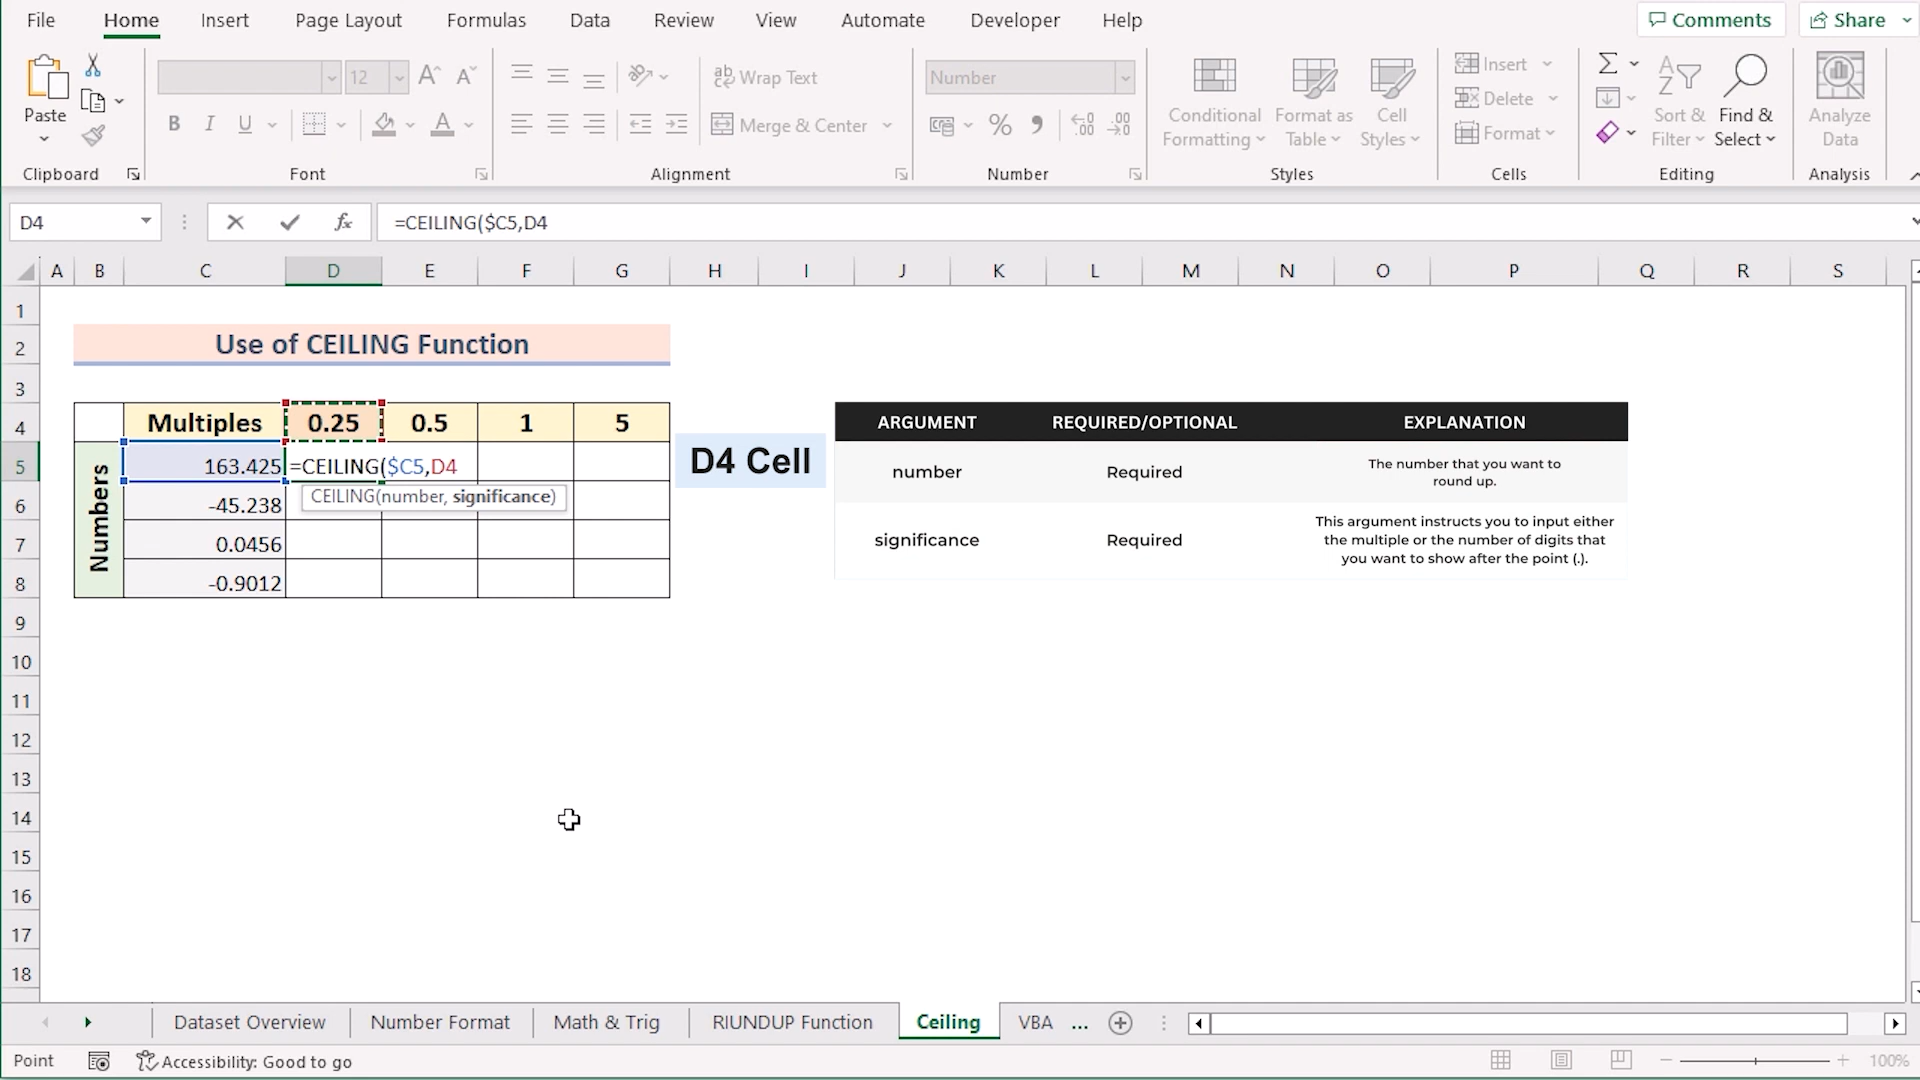 File Home Insert Page Layout Formulas Data Review View Automate Developer Help Comments Share
Paste
Clipboard
12
B I U
Font
ab Wrap Text
Merge & Center
Alignment
Number
%
Number
Conditional Formatting
Format as Table
Cell Styles
Styles
Insert
Delete
Format
Cells
Sort & Filter
Find & Select
Editing
Analyze Data
Analysis
D4 fx =CEILING($C5,D4
A B C D E F G H I J K L M N O P Q R S
1
2 Use of CEILING Function
3
4 Multiples 0.25 0.5 1 5
5 163.425 =CEILING($C5,D4
CEILING(number, significance)
6 -45.238
7 0.0456
8 -0.9012
Numbers
9
10
11
12
13
14
15
16
17
18
D4 Cell
ARGUMENT REQUIRED/OPTIONAL EXPLANATION
number Required The number that you want to
round up.
significance Required This argument instructs you to input either
the multiple or the number of digits that
you want to show after the point (.).
Dataset Overview Number Format Math & Trig RIUNDUP Function Ceiling VBA ...
Point Accessibility: Good to go 100%